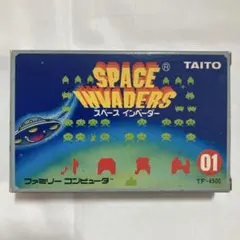 SPACE®
TAITO
INVADERS
スペース インベーダー
01
ファミリー コンピュータ
TF-4500